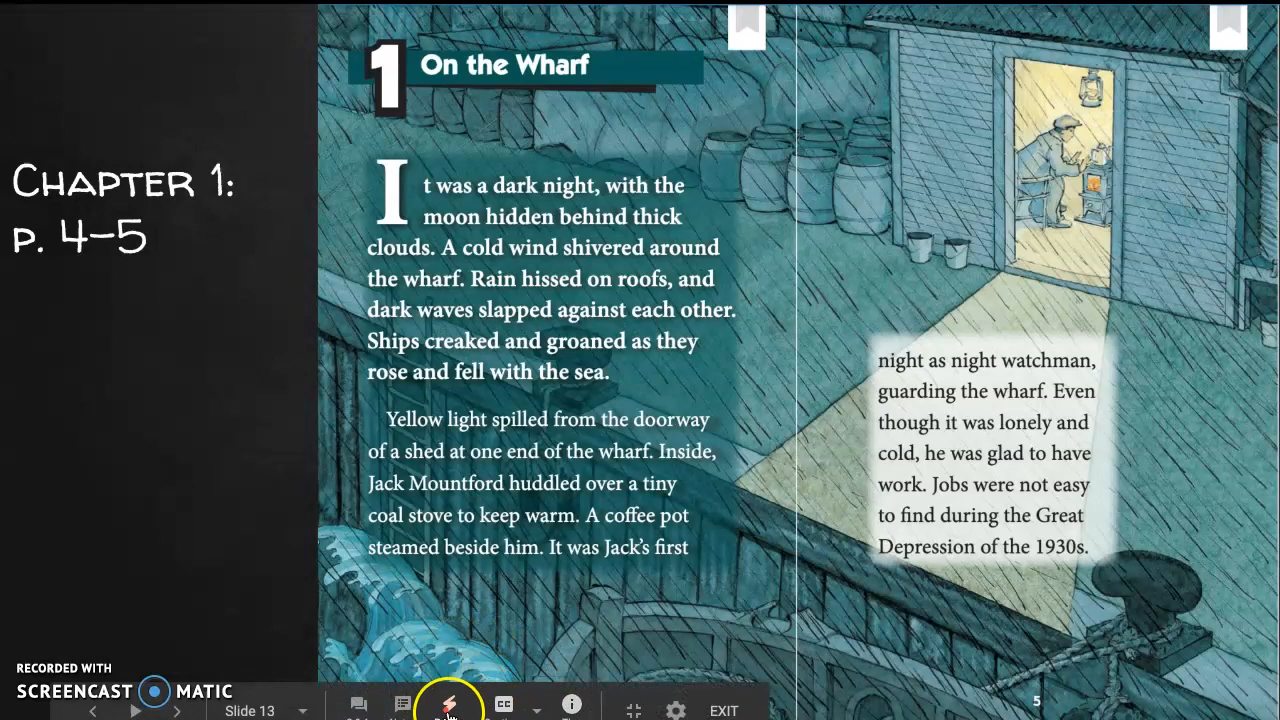 CHAPTER 1:
P. 4-5
1 On the Wharf
It was a dark night, with the
moon hidden behind thick
clouds. A cold wind shivered around
the wharf. Rain hissed on roofs, and
dark waves slapped against each other.
Ships creaked and groaned as they
rose and fell with the sea.
Yellow light spilled from the doorway
of a shed at one end of the wharf. Inside,
Jack Mountford huddled over a tiny
coal stove to keep warm. A coffee pot
steamed beside him. It was Jack's first
night as night watchman,
guarding the wharf. Even
though it was lonely and
cold, he was glad to have
work. Jobs were not easy
to find during the Great
Depression of the 1930s.
5
RECORDED WITH
SCREENCAST MATIC
Slide 13
CC
EXIT